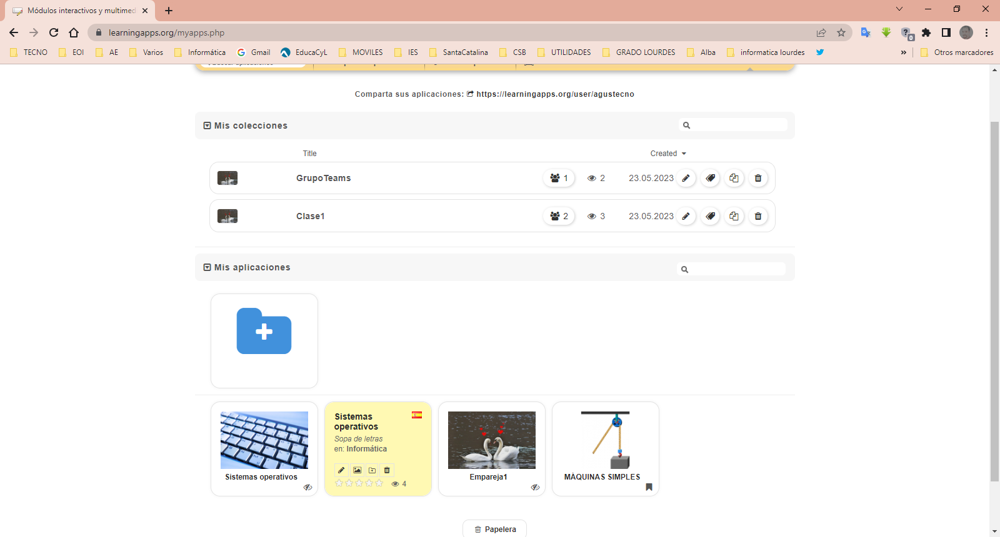 Módulos interactivos y multimed
learningapps.org/myapps.php
0
TECNO EOI AE Varios Informática Gmail EducaCyL MOVILES IES SantaCatalina CSB UTILIDADES GRADO LOURDES Alba informatica lourdes » Otros marcadores
Comparta sus aplicaciones: https://learningapps.org/user/agustecno
Mis colecciones
Title Created
GrupoTeams 1 2 23.05.2023
Clase1 2 3 23.05.2023
Mis aplicaciones
Sistemas operativos
Sistemas
operativos
Sopa de letras
en: Informática
4
Empareja1
MÁQUINAS SIMPLES
Papelera